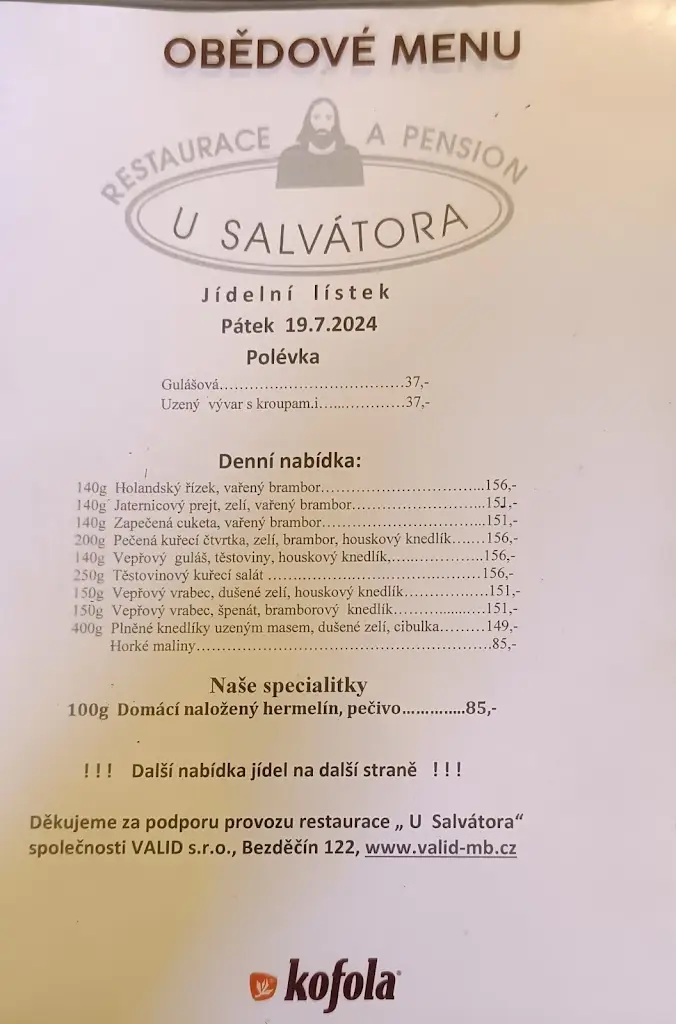 OBĚDOVÉ MENU
RESTAURACE A PENSION
U SALVÁTORA
Jídelní lístek
Pátek 19.7.2024
Polévka
Gulášová.......................................37,-
Uzený vývar s kroupam.i..................37,-
Denní nabídka:
140g Holandský řízek, vařený brambor.................................156,-
140g Jaternicový prejt, zelí, vařený brambor..........................151,-
140g Zapečená cuketa, vařený brambor.................................151,-
200g Pečená kuřecí čtvrtka, zelí, brambor, houskový knedlík.......156,-
140g Vepřový guláš, těstoviny, houskový knedlík,....................156,-
250g Těstovinový kuřecí salát .............................................156,-
150g Vepřový vrabec, dušené zelí, houskový knedlík.................151,-
150g Vepřový vrabec, špenát, bramborový knedlík....................151,-
400g Plněné knedlíky uzeným masem, dušené zelí, cibulka.........149,-
Horké maliny..............................................................85,-
Naše specialitky
100g Domácí naložený hermelín, pečivo.............85,-
!!! Další nabídka jídel na další straně !!!
Děkujeme za podporu provozu restaurace „ U Salvátora“
společnosti VALID s.r.o., Bezděčín 122, www.valid-mb.cz
kofola